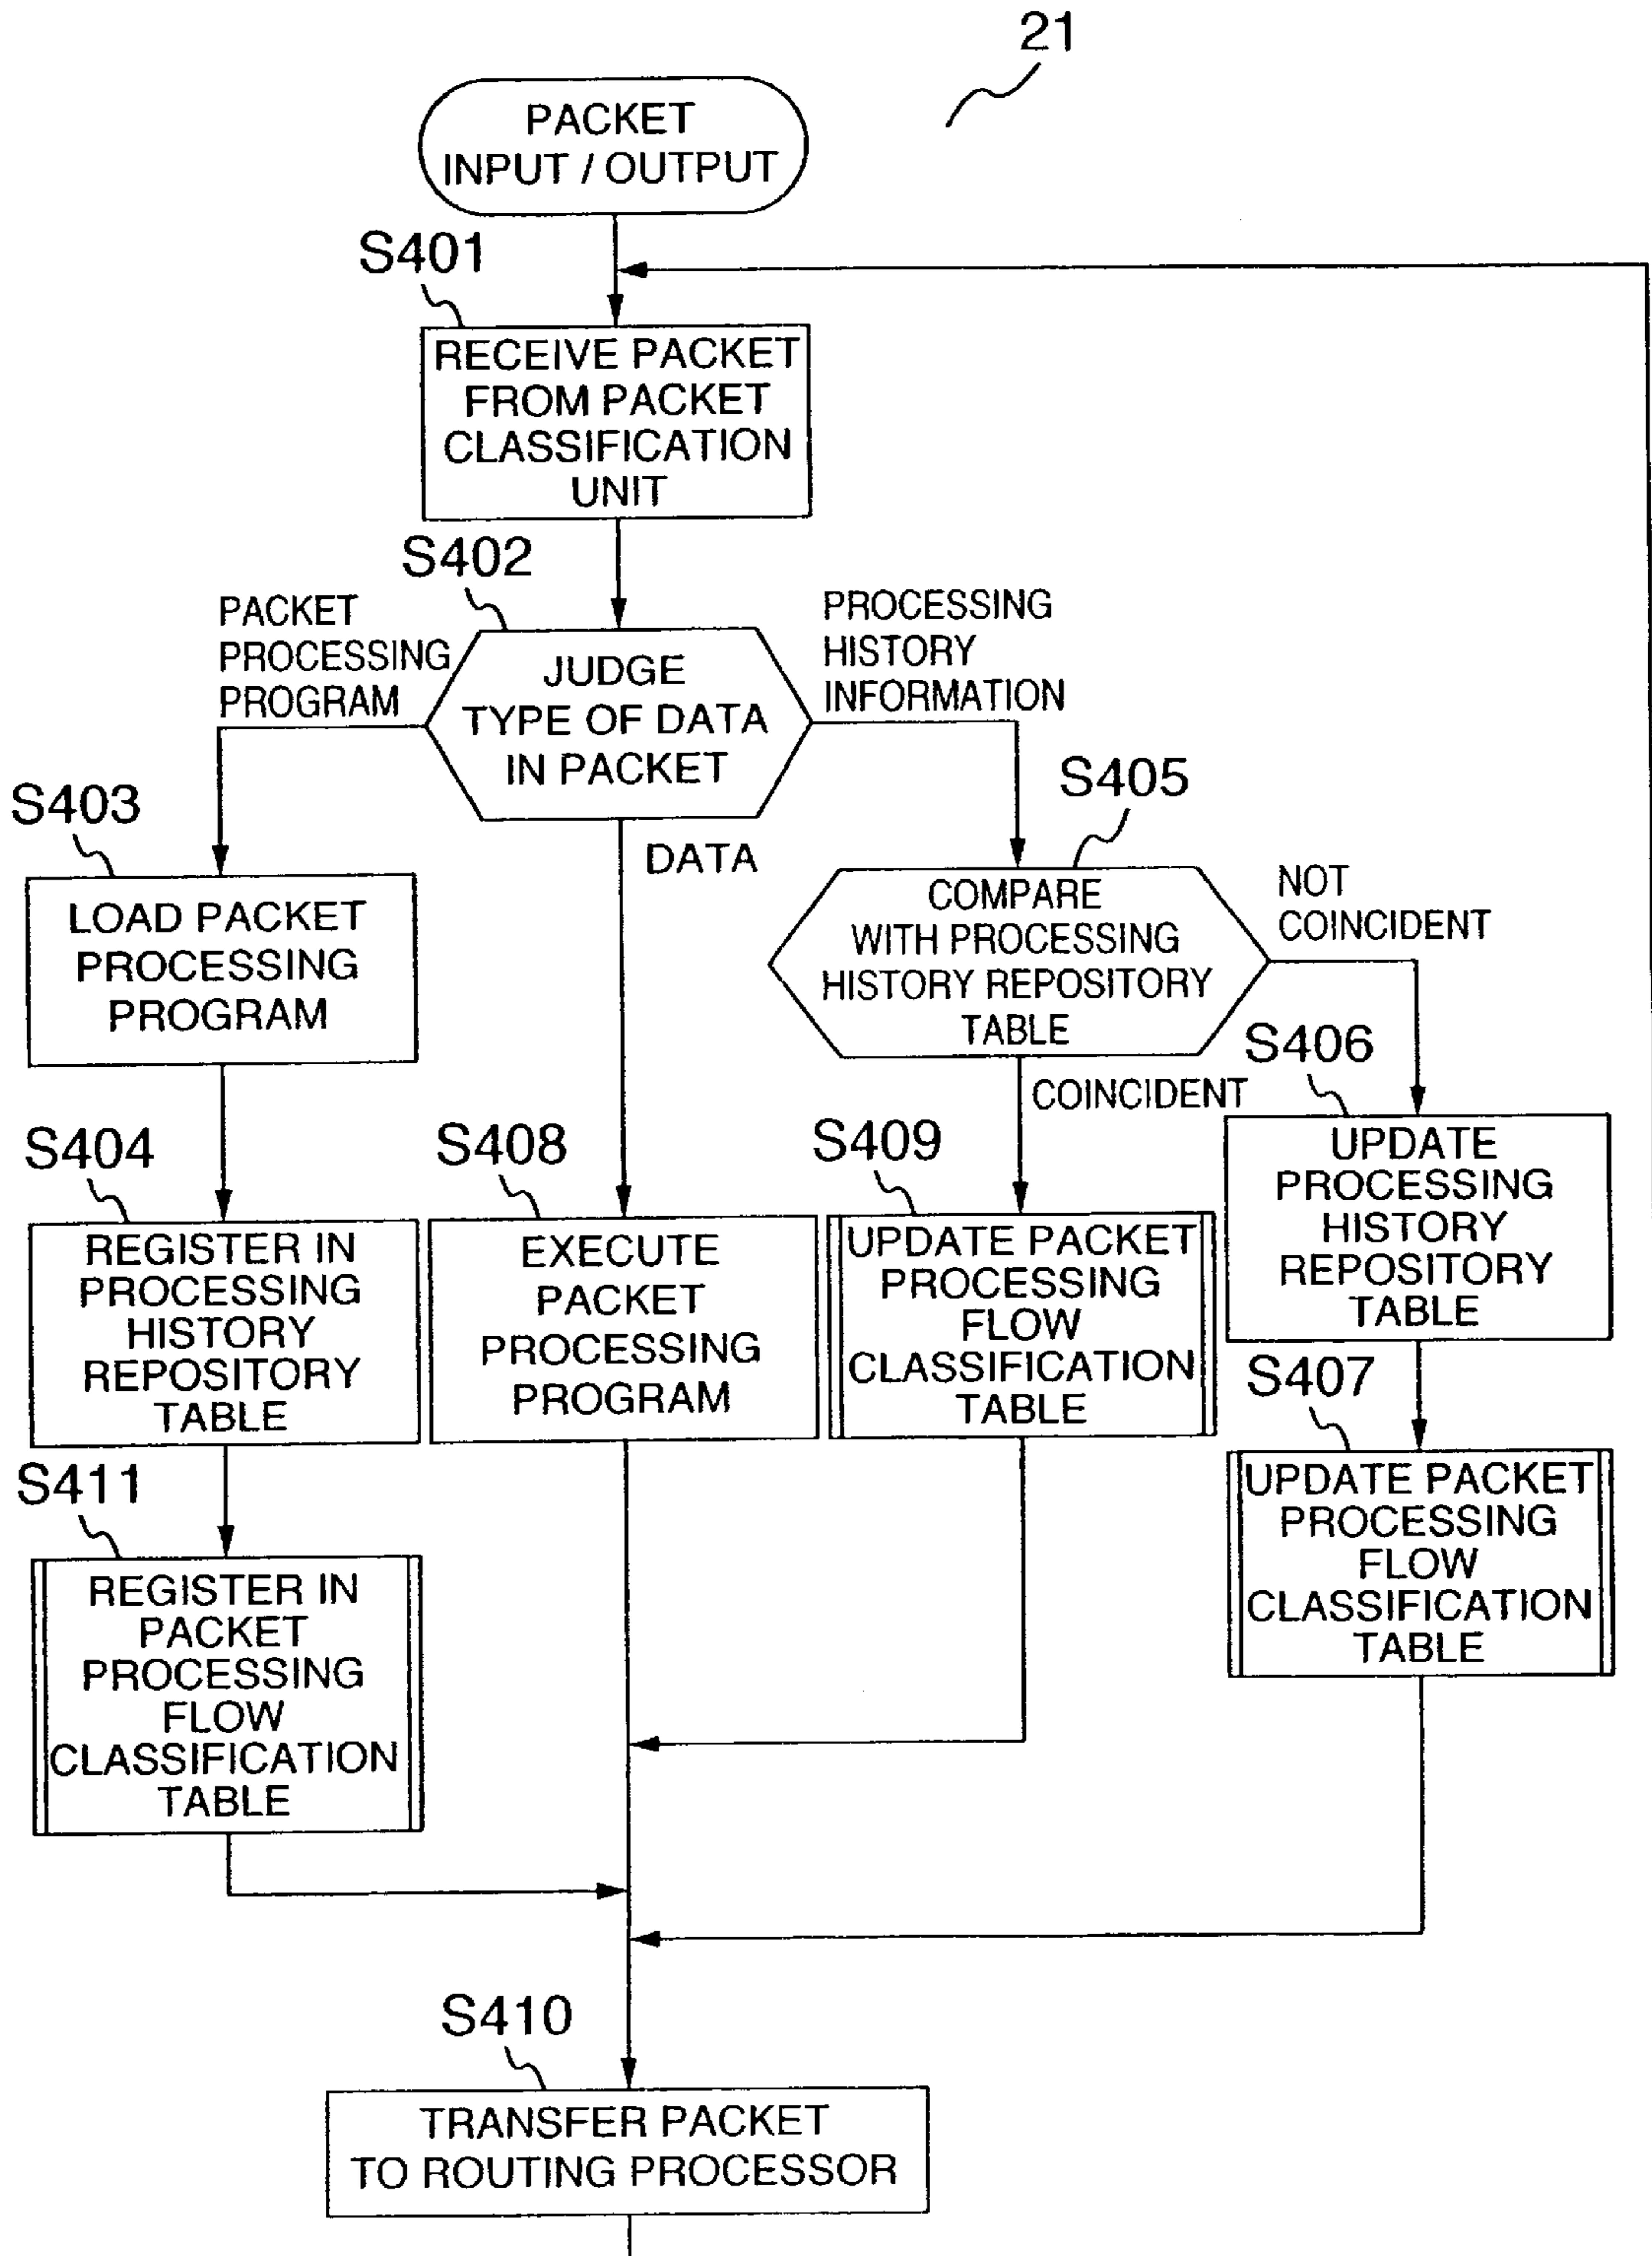 21
PACKET
INPUT / OUTPUT
S401
RECEIVE PACKET
FROM PACKET
CLASSIFICATION
UNIT
S402
PACKET
PROCESSING
PROGRAM
JUDGE
TYPE OF DATA
IN PACKET
PROCESSING
HISTORY
INFORMATION
S403
LOAD PACKET
PROCESSING
PROGRAM
DATA
S405
COMPARE
WITH PROCESSING
HISTORY REPOSITORY
TABLE
NOT
COINCIDENT
COINCIDENT
S404
REGISTER IN
PROCESSING
HISTORY
REPOSITORY
TABLE
S408
EXECUTE
PACKET
PROCESSING
PROGRAM
S409
UPDATE PACKET
PROCESSING
FLOW
CLASSIFICATION
TABLE
S406
UPDATE
PROCESSING
HISTORY
REPOSITORY
TABLE
S411
REGISTER IN
PACKET
PROCESSING
FLOW
CLASSIFICATION
TABLE
S407
UPDATE PACKET
PROCESSING
FLOW
CLASSIFICATION
TABLE
S410
TRANSFER PACKET
TO ROUTING PROCESSOR